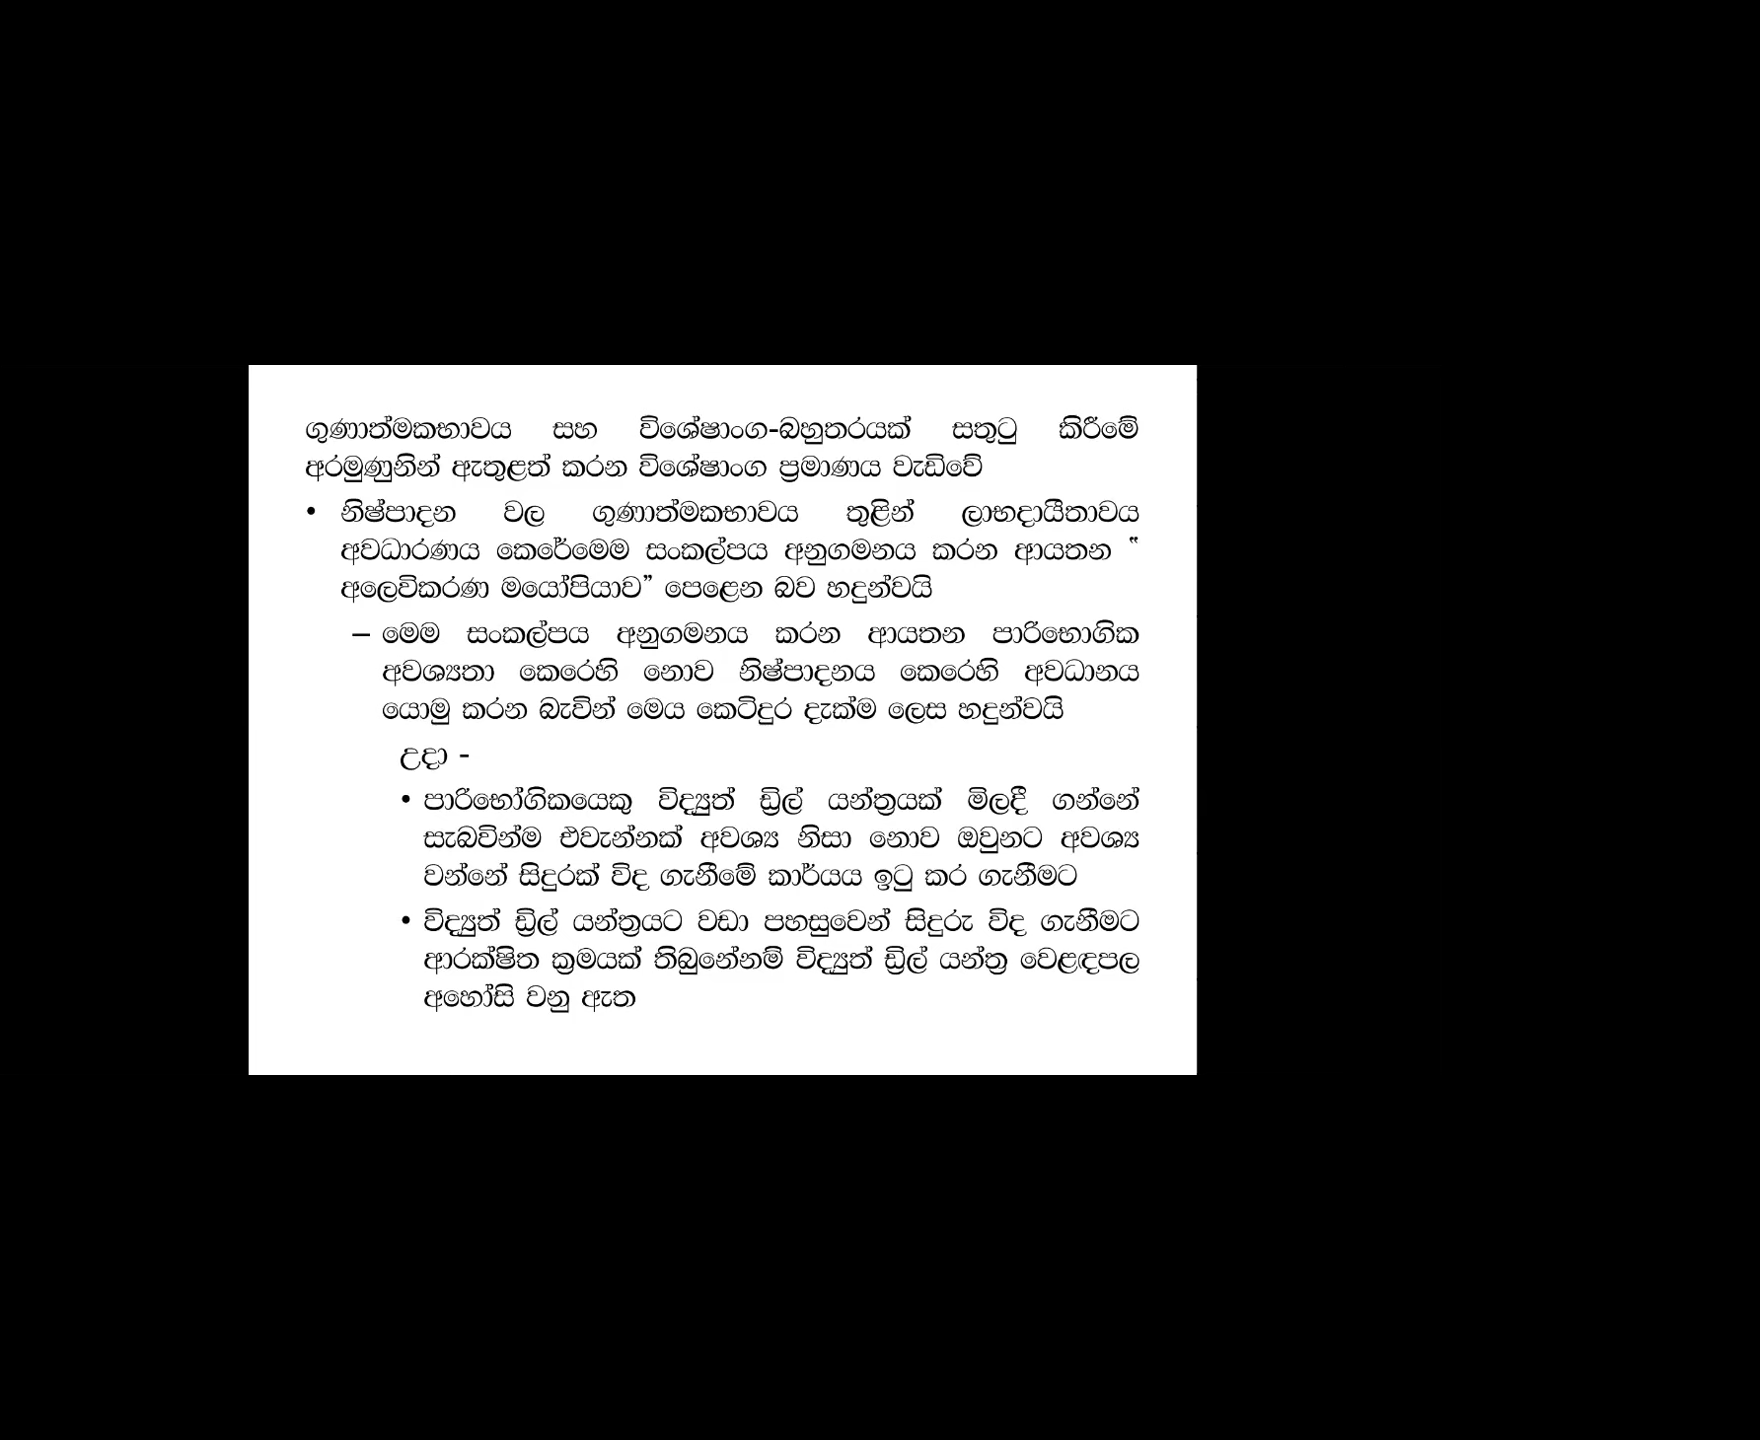 ගුණාත්මකභාවය සහ විශේෂාංග-බහුතරයක් සතුටු කිරීමේ
අරමුණුනින් ඇතුළත් කරන විශේෂාංග ප්‍රමාණය වැඩිවේ
• නිෂ්පාදන වල ගුණාත්මකභාවය තුළින් ලාභදායීතාවය
අවධාරණය කෙරේමෙම සංකල්පය අනුගමනය කරන ආයතන “
අලෙවිකරණ මයෝපියාව” පෙළෙන බව හදුන්වයි
– මෙම සංකල්පය අනුගමනය කරන ආයතන පාරිභොගික
අවශ්‍යතා කෙරෙහි නොව නිෂ්පාදනය කෙරෙහි අවධානය
යොමු කරන බැවින් මෙය කෙටිදුර දැක්ම ලෙස හදුන්වයි
උදා -
• පාරිභෝගිකයෙකු විද්‍යුත් ඩ්‍රිල් යන්ත්‍රයක් මිලදී ගන්නේ
සැබවින්ම එවැන්නක් අවශ්‍ය නිසා නොව ඔවුනට අවශ්‍ය
වන්නේ සිදුරක් විද ගැනීමේ කාර්යය ඉටු කර ගැනීමට
• විද්‍යුත් ඩ්‍රිල් යන්ත්‍රයට වඩා පහසුවෙන් සිදුරු විද ගැනීමට
ආරක්ෂිත ක්‍රමයක් තිබුනේනම් විද්‍යුත් ඩ්‍රිල් යන්ත්‍ර වෙළඳපල
අහෝසි වනු ඇත